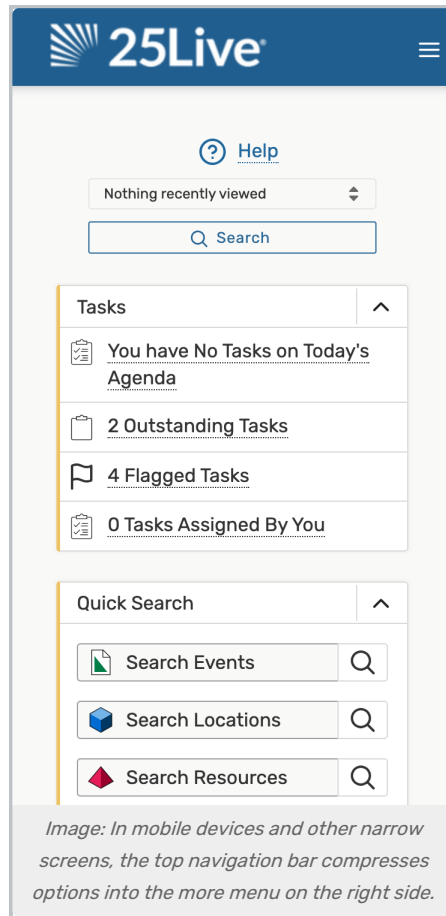 25Live
Help
Nothing recently viewed
Search
Tasks
You have No Tasks on Today's
Agenda
2 Outstanding Tasks
4 Flagged Tasks
0 Tasks Assigned By You
Quick Search
Search Events
Search Locations
Search Resources
Image: In mobile devices and other narrow
screens, the top navigation bar compresses
options into the more menu on the right side.